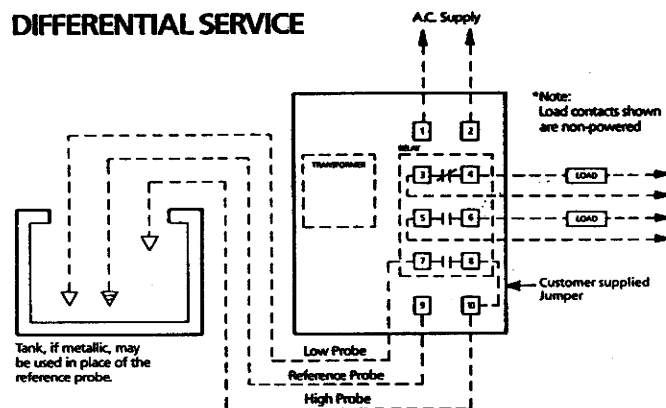 DIFFERENTIAL SERVICE
A.C. Supply
*Note:
Load contacts shown
are non-powered
1 2
RELAY
TRANSFORMER
3 4 LOAD
5 6 LOAD
7 8
Customer supplied
Jumper
9 10
Tank, if metallic, may
be used in place of the
reference probe.
Low Probe
Reference Probe
High Probe